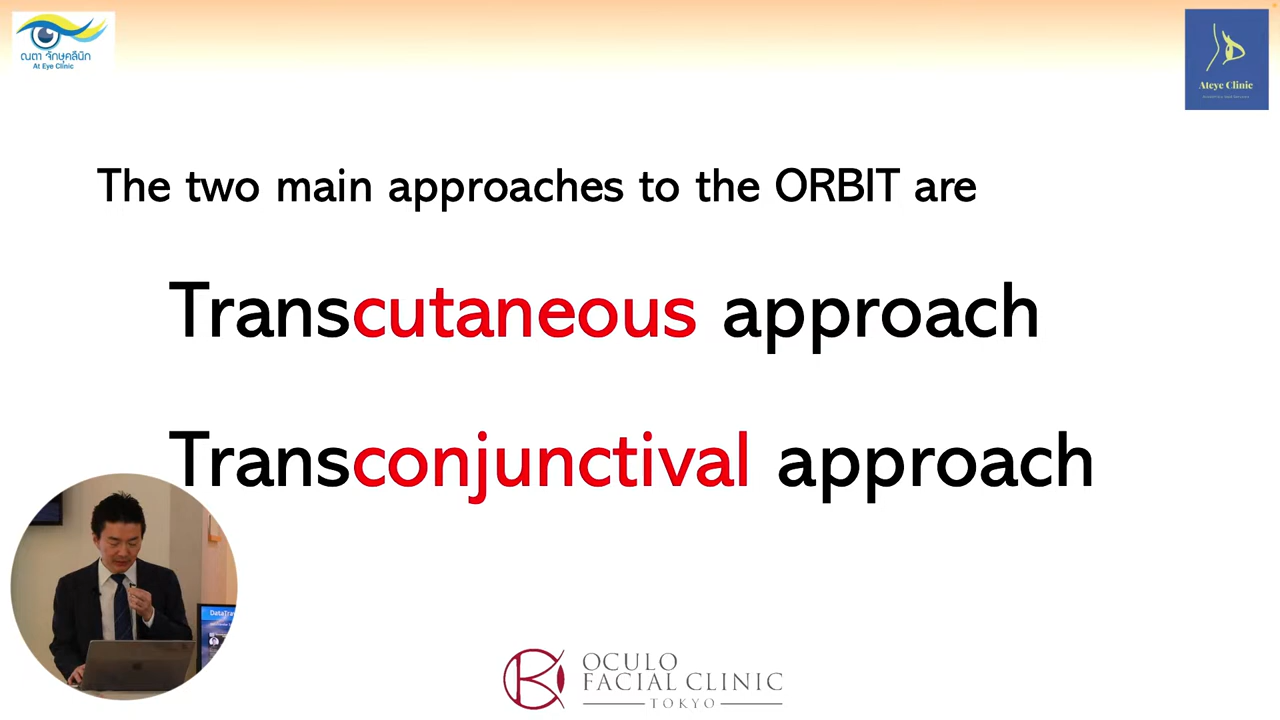 ณตา จักษุคลินิก
At Eye Clinic
Ateye Clinic
The two main approaches to the ORBIT are
Transcutaneous approach
Transconjunctival approach
OCULO
FACIAL CLINIC
TOKYO